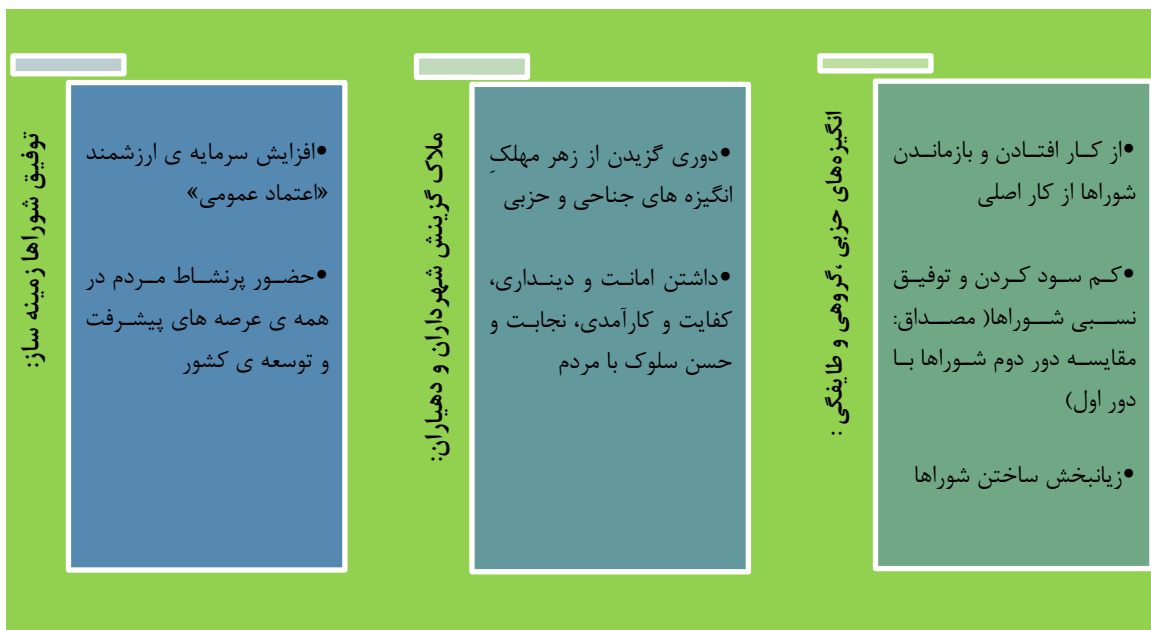 انگیزه‌های حزبی ،گروهی و طایفگی :
•از کار افتادن و بازماندن
شوراها از کار اصلی
•کم سود کردن و توفیق
نسبی شوراها( مصداق:
مقایسه دور دوم شوراها با
دور اول)
•زیانبخش ساختن شوراها
ملاک گزینش شهرداران و دهیاران:
•دوری گزیدن از زهر مهلکِ
انگیزه های جناحی و حزبی
•داشتن امانت و دینداری،
کفایت و کارآمدی، نجابت و
حسن سلوک با مردم
توفیق شوراها زمینه ساز:
•افزایش سرمایه ی ارزشمند
«اعتماد عمومی»
•حضور پرنشاط مردم در
همه ی عرصه های پیشرفت
و توسعه ی کشور